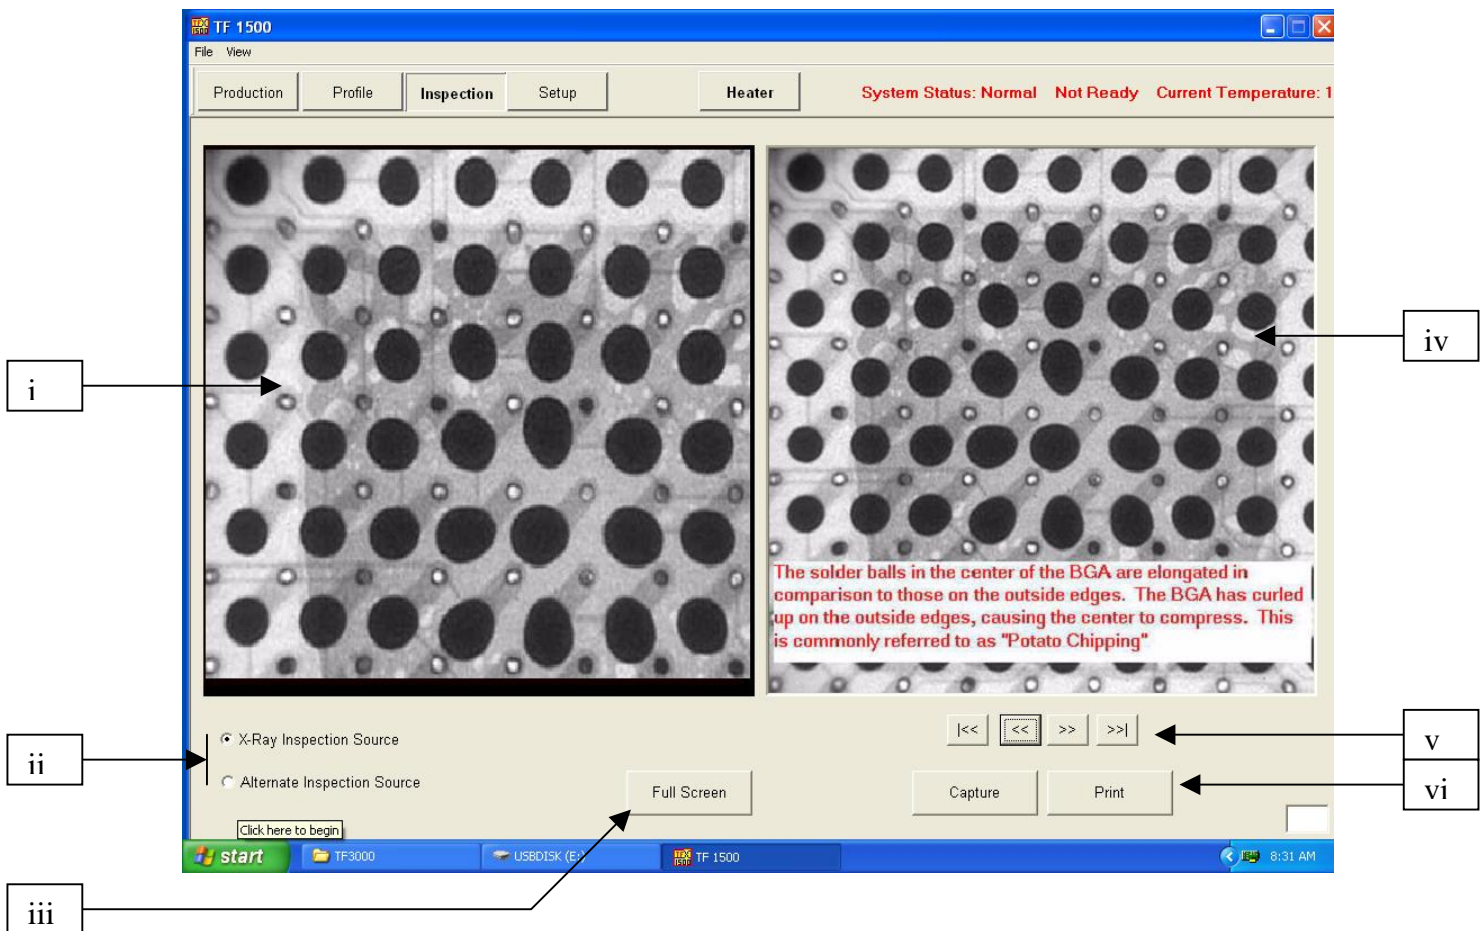 TF 1500
File View
Production Profile Inspection Setup Heater System Status: Normal Not Ready Current Temperature: 1
i
iv
The solder balls in the center of the BGA are elongated in
comparison to those on the outside edges. The BGA has curled
up on the outside edges, causing the center to compress. This
is commonly referred to as "Potato Chipping"
|<< << >> >>|
v
ii
X-Ray Inspection Source
Alternate Inspection Source
Full Screen Capture Print
vi
Click here to begin
start TF3000 USBDISK (E:) TF 1500 8:31 AM
iii